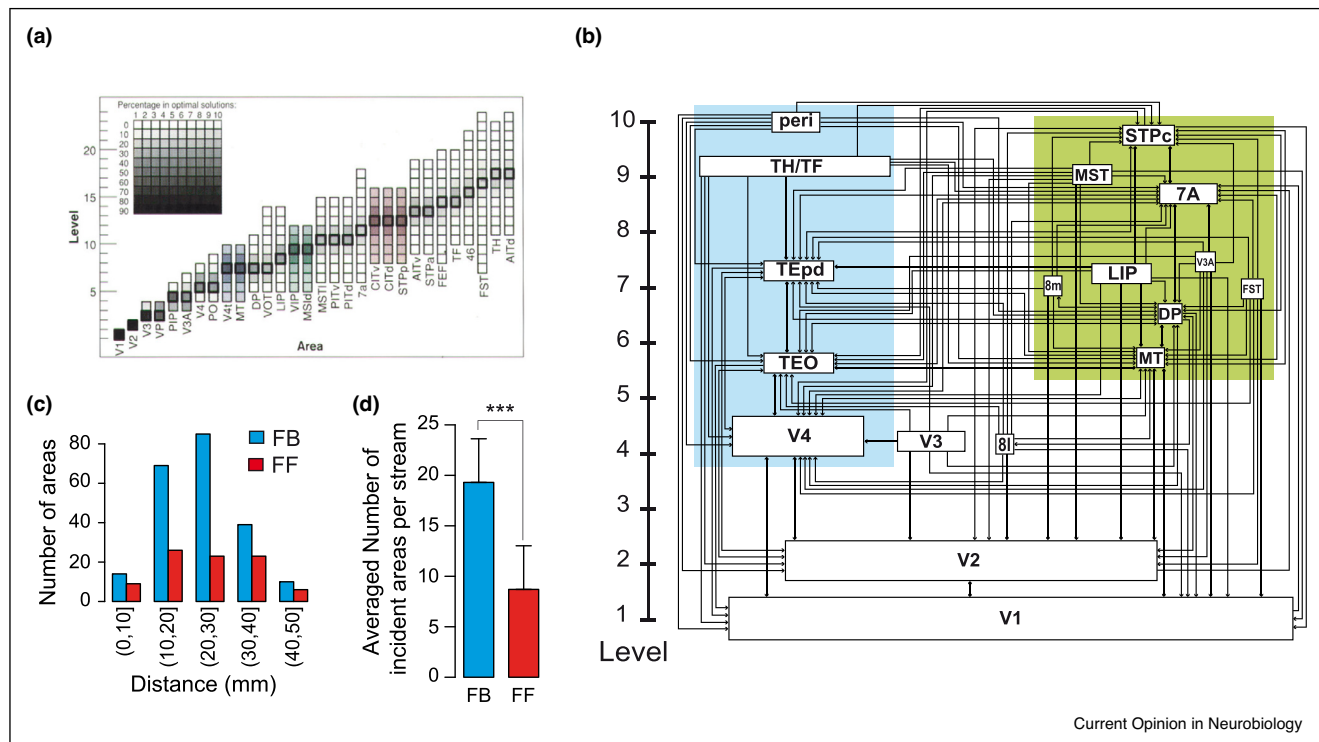 (a)
Percentage in optimal solutions:
1 2 3 4 5 6 7 8 9 10
0
10
20
30
40
50
60
70
80
90
Level
20
15
10
5
V1
V2
V3
VP
PIP
V3A
V4
PO
V4t
MT
DP
VOT
LIP
VIP
MSTd
MSTl
PITv
PITd
7a
CITv
CITd
STPp
AITv
STPa
FEF
TF
46
FST
TH
AITd
Area
(b)
10
9
8
7
6
5
4
3
2
1
Level
peri
STPc
TH/TF
MST
7A
V3A
TEpd
LIP
8m
FST
DP
TEO
MT
V4
V3
8l
V2
V1
(c)
Number of areas
80
60
40
20
0
FB
FF
(0,10]
(10,20]
(20,30]
(30,40]
(40,50]
Distance (mm)
(d)
Averaged Number of
incident areas per stream
25
20
15
10
5
0
***
FB
FF
Current Opinion in Neurobiology